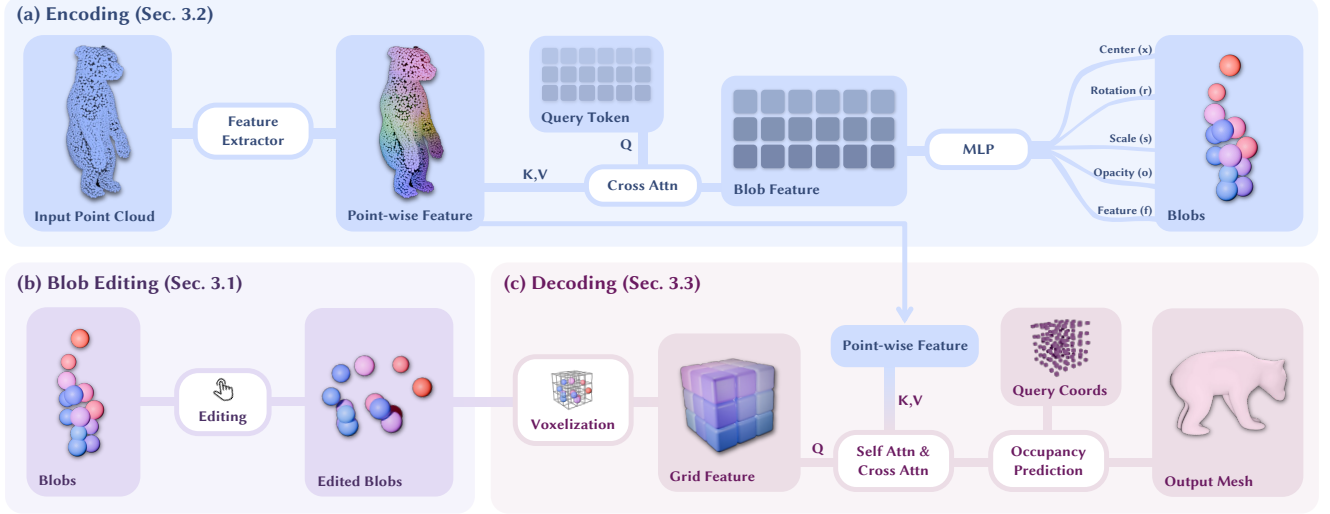 (a) Encoding (Sec. 3.2)
Input Point Cloud
Feature
Extractor
Point-wise Feature
Query Token
Q
K,V
Cross Attn
Blob Feature
MLP
Center (x)
Rotation (r)
Scale (s)
Opacity (o)
Feature (f)
Blobs
(b) Blob Editing (Sec. 3.1)
Blobs
Editing
Edited Blobs
(c) Decoding (Sec. 3.3)
Voxelization
Grid Feature
Point-wise Feature
K,V
Q
Self Attn &
Cross Attn
Query Coords
Occupancy
Prediction
Output Mesh